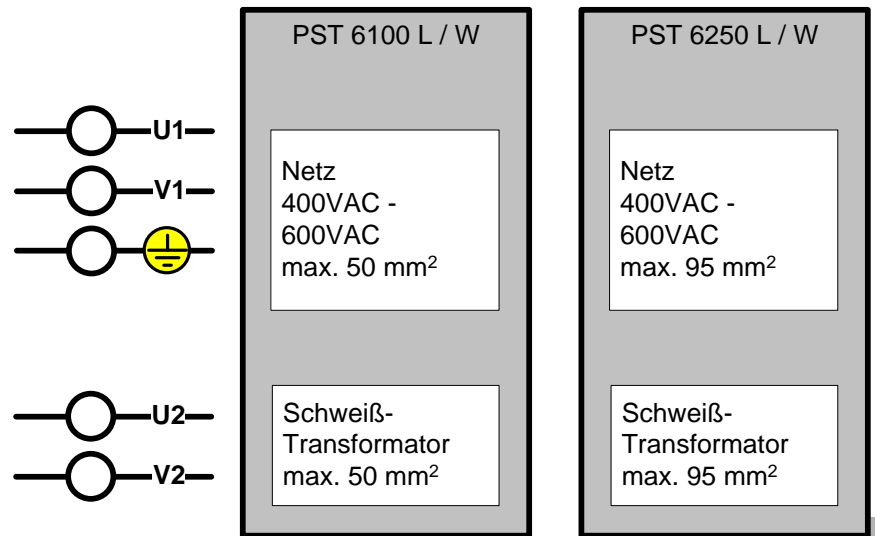 PST 6100 L / W
PST 6250 L / W
U1
V1
Netz
400VAC -
600VAC
max. 50 mm²
Netz
400VAC -
600VAC
max. 95 mm²
U2
V2
Schweiß-
Transformator
max. 50 mm²
Schweiß-
Transformator
max. 95 mm²